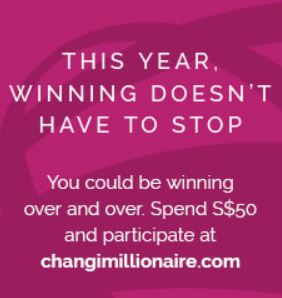 THIS YEAR,
WINNING DOESN'T
HAVE TO STOP
You could be winning
over and over. Spend S$50
and participate at
changimillionaire.com